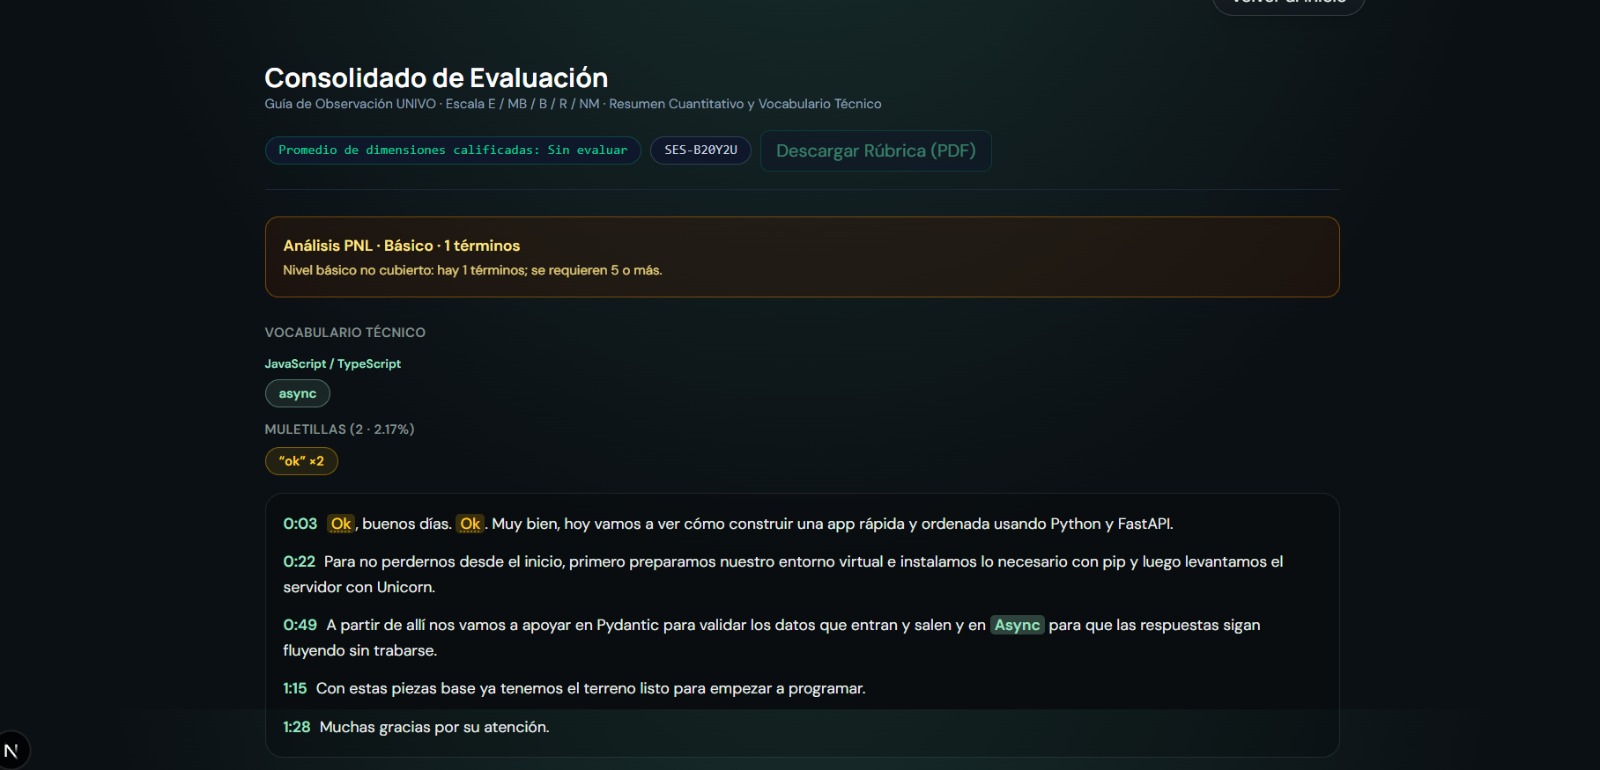 Consolidado de Evaluación
Guía de Observación UNIVO · Escala E / MB / B / R / NM · Resumen Cuantitativo y Vocabulario Técnico
Promedio de dimensiones calificadas: Sin evaluar SES-B20Y2U Descargar Rúbrica (PDF)
Análisis PNL · Básico · 1 términos
Nivel básico no cubierto: hay 1 términos; se requieren 5 o más.
VOCABULARIO TÉCNICO
JavaScript / TypeScript
async
MULETILLAS (2 · 2.17%)
“ok” ×2
0:03 Ok, buenos días. Ok. Muy bien, hoy vamos a ver cómo construir una app rápida y ordenada usando Python y FastAPI.
0:22 Para no perdernos desde el inicio, primero preparamos nuestro entorno virtual e instalamos lo necesario con pip y luego levantamos el
servidor con Unicorn.
0:49 A partir de allí nos vamos a apoyar en Pydantic para validar los datos que entran y salen y en Async para que las respuestas sigan
fluyendo sin trabarse.
1:15 Con estas piezas base ya tenemos el terreno listo para empezar a programar.
1:28 Muchas gracias por su atención.
N